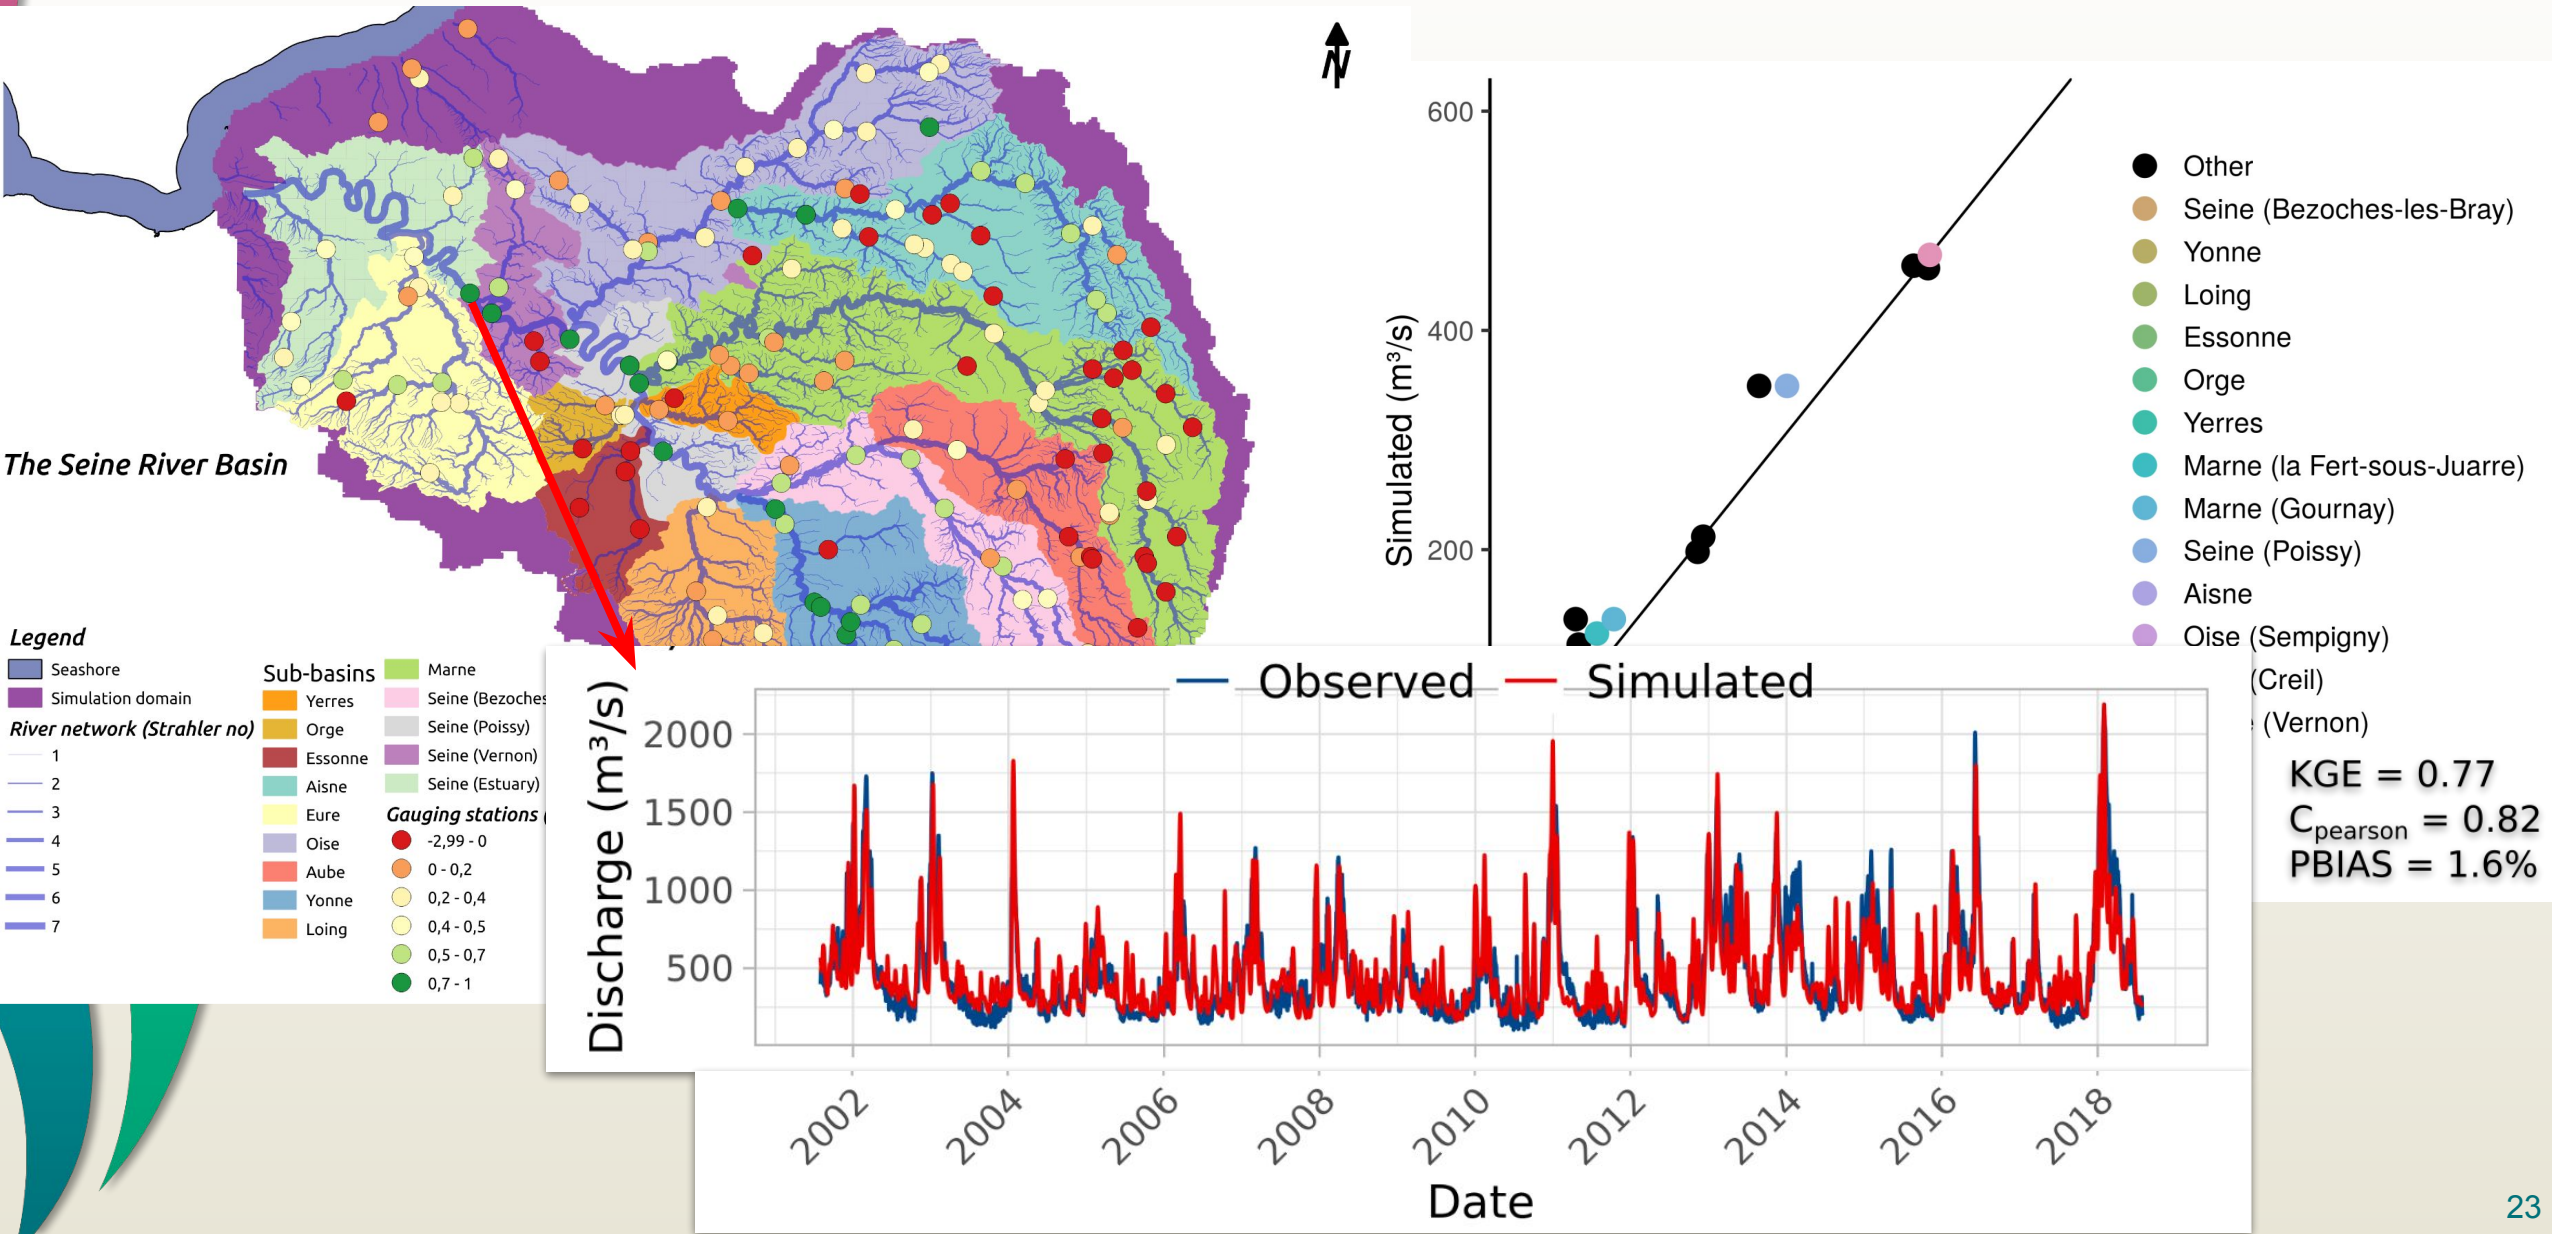 N
The Seine River Basin
Legend
Seashore
Simulation domain
River network (Strahler no)
1
2
3
4
5
6
7
Sub-basins
Yerres
Orge
Essonne
Aisne
Eure
Oise
Aube
Yonne
Loing
Marne
Seine (Bezoches
Seine (Poissy)
Seine (Vernon)
Seine (Estuary)
Gauging stations (
-2,99 - 0
0 - 0,2
0,2 - 0,4
0,4 - 0,5
0,5 - 0,7
0,7 - 1
Simulated (m³/s)
600
400
200
Other
Seine (Bezoches-les-Bray)
Yonne
Loing
Essonne
Orge
Yerres
Marne (la Fert-sous-Juarre)
Marne (Gournay)
Seine (Poissy)
Aisne
Oise (Sempigny)
(Creil)
(Vernon)
KGE = 0.77
Cpearson = 0.82
PBIAS = 1.6%
Observed Simulated
Discharge (m³/s)
2000
1500
1000
500
2002 2004 2006 2008 2010 2012 2014 2016 2018
Date
23